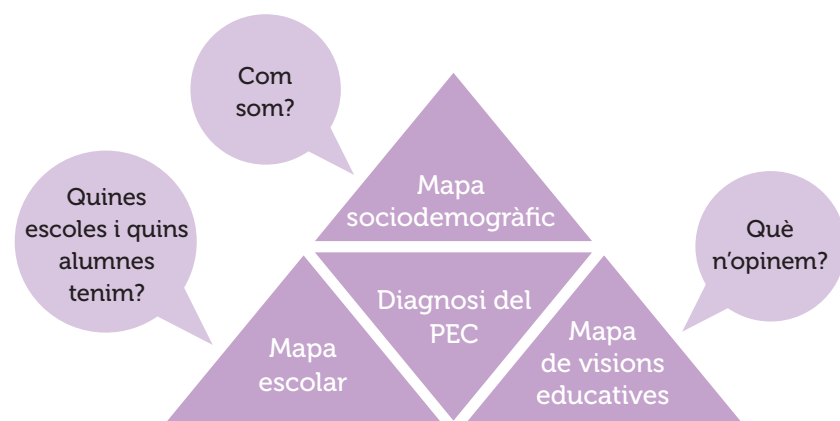 Com
som?
Mapa
sociodemogràfic
Quines
escoles i quins
alumnes
tenim?
Què
n'opinem?
Diagnosi del
PEC
Mapa
escolar
Mapa
de visions
educatives